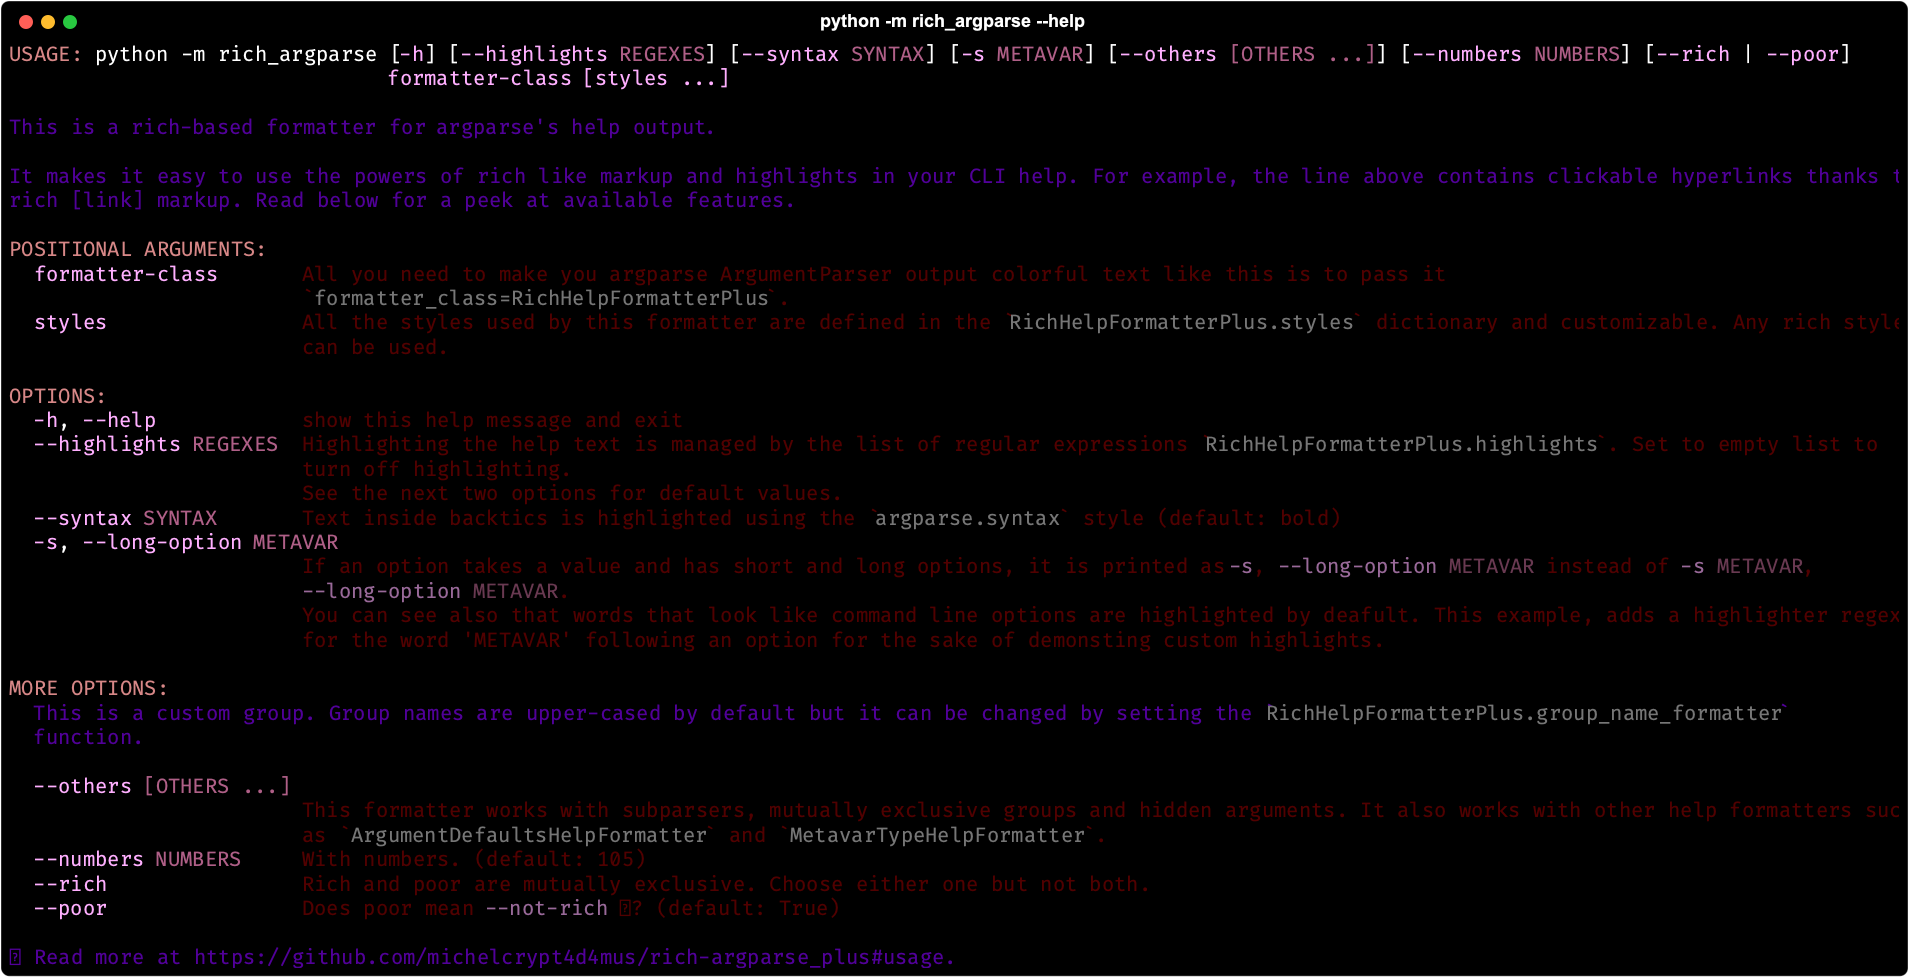 python -m rich_argparse --help
USAGE: python -m rich_argparse [-h] [--highlights REGEXES] [--syntax SYNTAX] [-s METAVAR] [--others [OTHERS ...]] [--numbers NUMBERS] [--rich | --poor]
formatter-class [styles ...]
This is a rich-based formatter for argparse's help output.
It makes it easy to use the powers of rich like markup and highlights in your CLI help. For example, the line above contains clickable hyperlinks thanks t
rich [link] markup. Read below for a peek at available features.
POSITIONAL ARGUMENTS:
formatter-class All you need to make you argparse ArgumentParser output colorful text like this is to pass it
`formatter_class=RichHelpFormatterPlus`.
styles All the styles used by this formatter are defined in the `RichHelpFormatterPlus.styles` dictionary and customizable. Any rich style
can be used.
OPTIONS:
-h, --help show this help message and exit
--highlights REGEXES Highlighting the help text is managed by the list of regular expressions `RichHelpFormatterPlus.highlights`. Set to empty list to
turn off highlighting.
See the next two options for default values.
--syntax SYNTAX Text inside backtics is highlighted using the `argparse.syntax` style (default: bold)
-s, --long-option METAVAR
If an option takes a value and has short and long options, it is printed as -s, --long-option METAVAR instead of -s METAVAR,
--long-option METAVAR.
You can see also that words that look like command line options are highlighted by deafult. This example, adds a highlighter regex
for the word 'METAVAR' following an option for the sake of demonsting custom highlights.
MORE OPTIONS:
This is a custom group. Group names are upper-cased by default but it can be changed by setting the `RichHelpFormatterPlus.group_name_formatter`
function.
--others [OTHERS ...]
This formatter works with subparsers, mutually exclusive groups and hidden arguments. It also works with other help formatters suc
as `ArgumentDefaultsHelpFormatter` and `MetavarTypeHelpFormatter`.
--numbers NUMBERS With numbers. (default: 105)
--rich Rich and poor are mutually exclusive. Choose either one but not both.
--poor Does poor mean --not-rich ? (default: True)
Read more at https://github.com/michelcrypt4d4mus/rich-argparse_plus#usage.